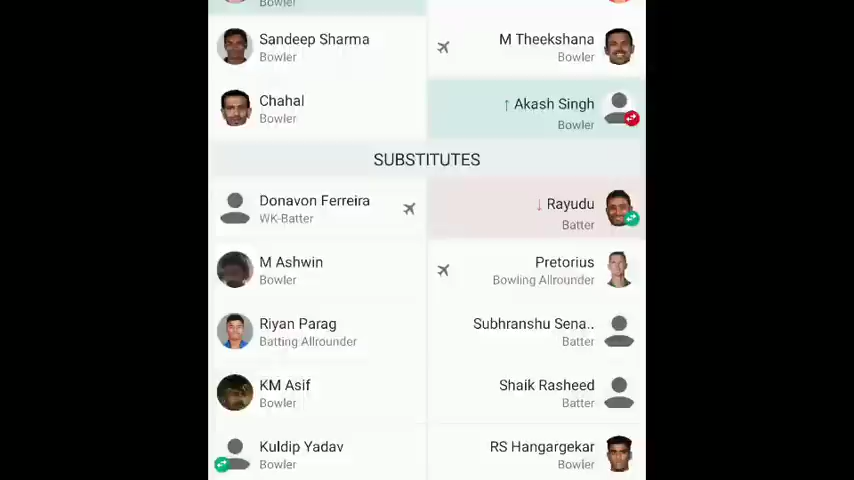 Bowler
Sandeep Sharma
Bowler
M Theekshana
Bowler
Chahal
Bowler
↑ Akash Singh
Bowler
SUBSTITUTES
Donavon Ferreira
WK-Batter
↓ Rayudu
Batter
M Ashwin
Bowler
Pretorius
Bowling Allrounder
Riyan Parag
Batting Allrounder
Subhranshu Sena..
Batter
KM Asif
Bowler
Shaik Rasheed
Batter
Kuldip Yadav
Bowler
RS Hangargekar
Bowler